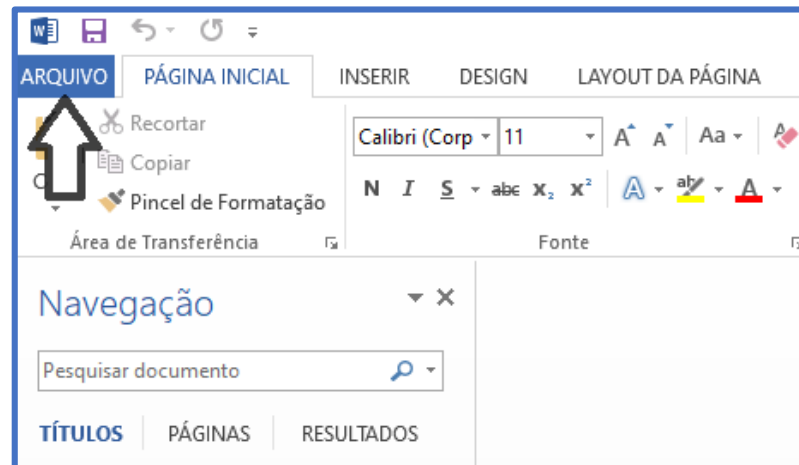 ARQUIVO PÁGINA INICIAL INSERIR DESIGN LAYOUT DA PÁGINA
Recortar
Copiar
Pincel de Formatação
Área de Transferência
Calibri (Corp 11 A A Aa
N I S abc X₂ X² A aby A
Fonte
Navegação
Pesquisar documento
TÍTULOS PÁGINAS RESULTADOS